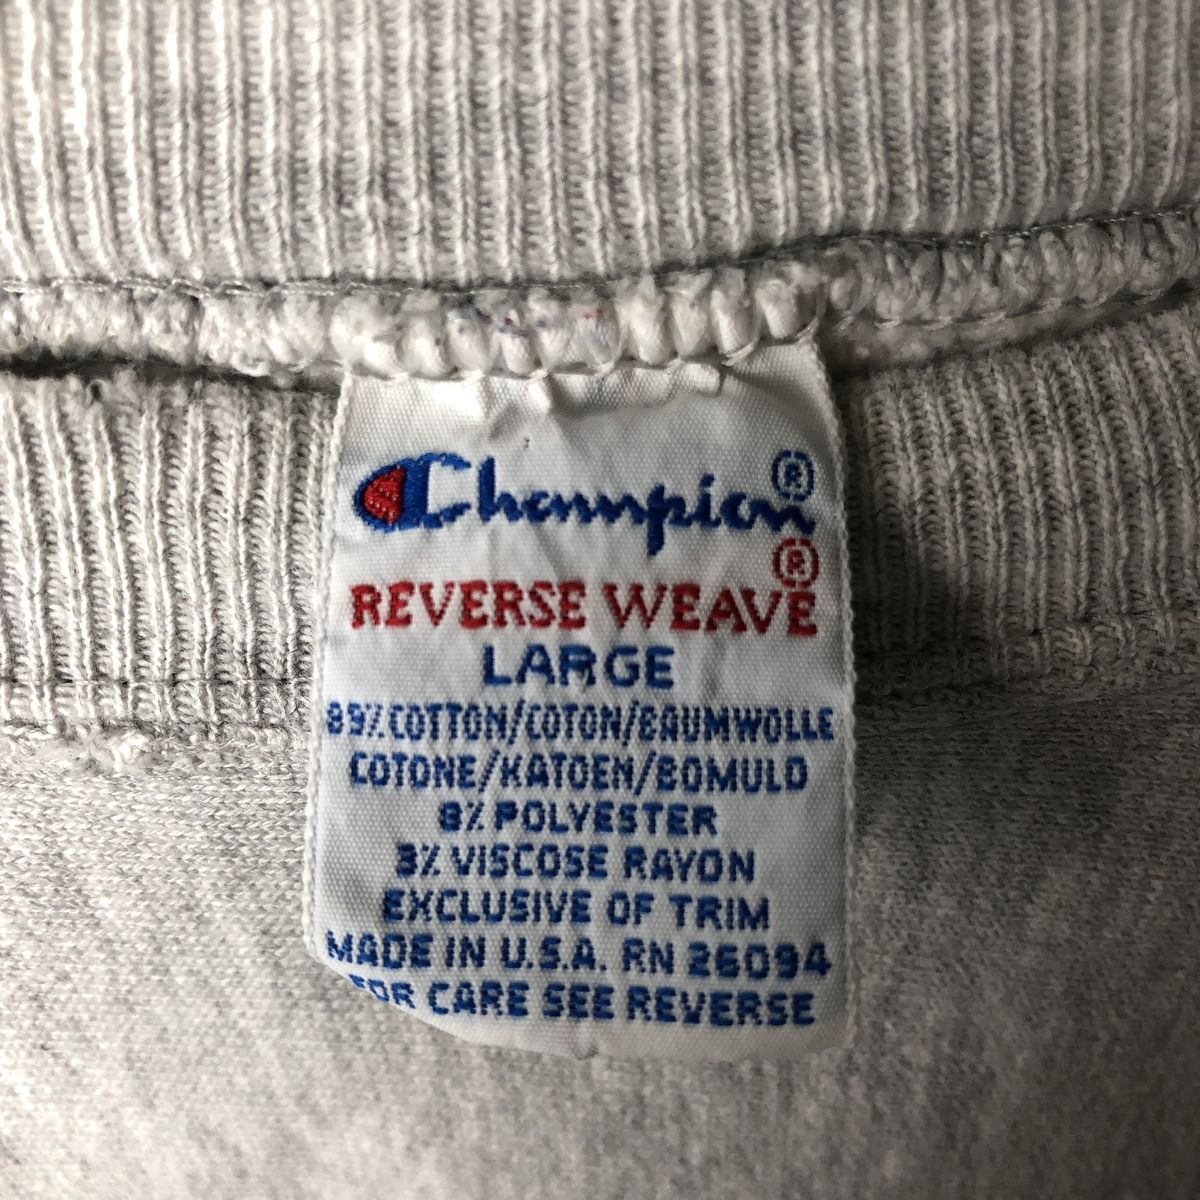 Champion®
REVERSE WEAVE®
LARGE
89% COTTON/COTON/BAUMWOLLE
COTONE/KATOEN/BOMULD
8% POLYESTER
3% VISCOSE RAYON
EXCLUSIVE OF TRIM
MADE IN U.S.A. RN 26094
FOR CARE SEE REVERSE